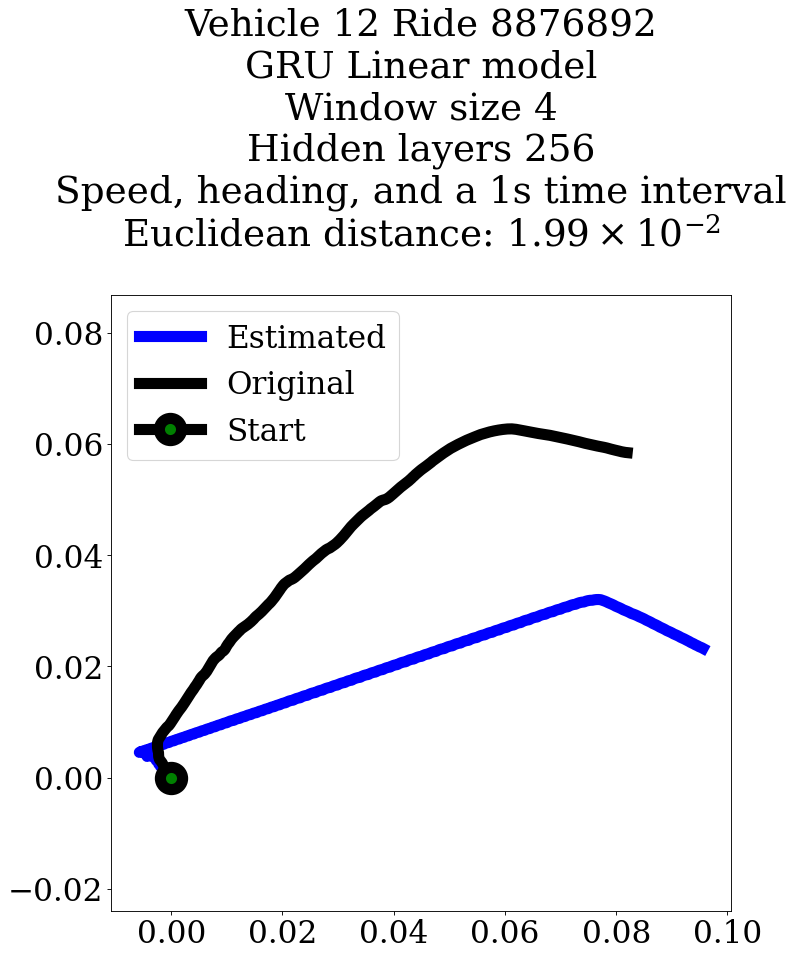 Vehicle 12 Ride 8876892
GRU Linear model
Window size 4
Hidden layers 256
Speed, heading, and a 1s time interval
Euclidean distance: 1.99 × 10⁻²
Estimated
Original
Start
0.08
0.06
0.04
0.02
0.00
−0.02
0.00 0.02 0.04 0.06 0.08 0.10